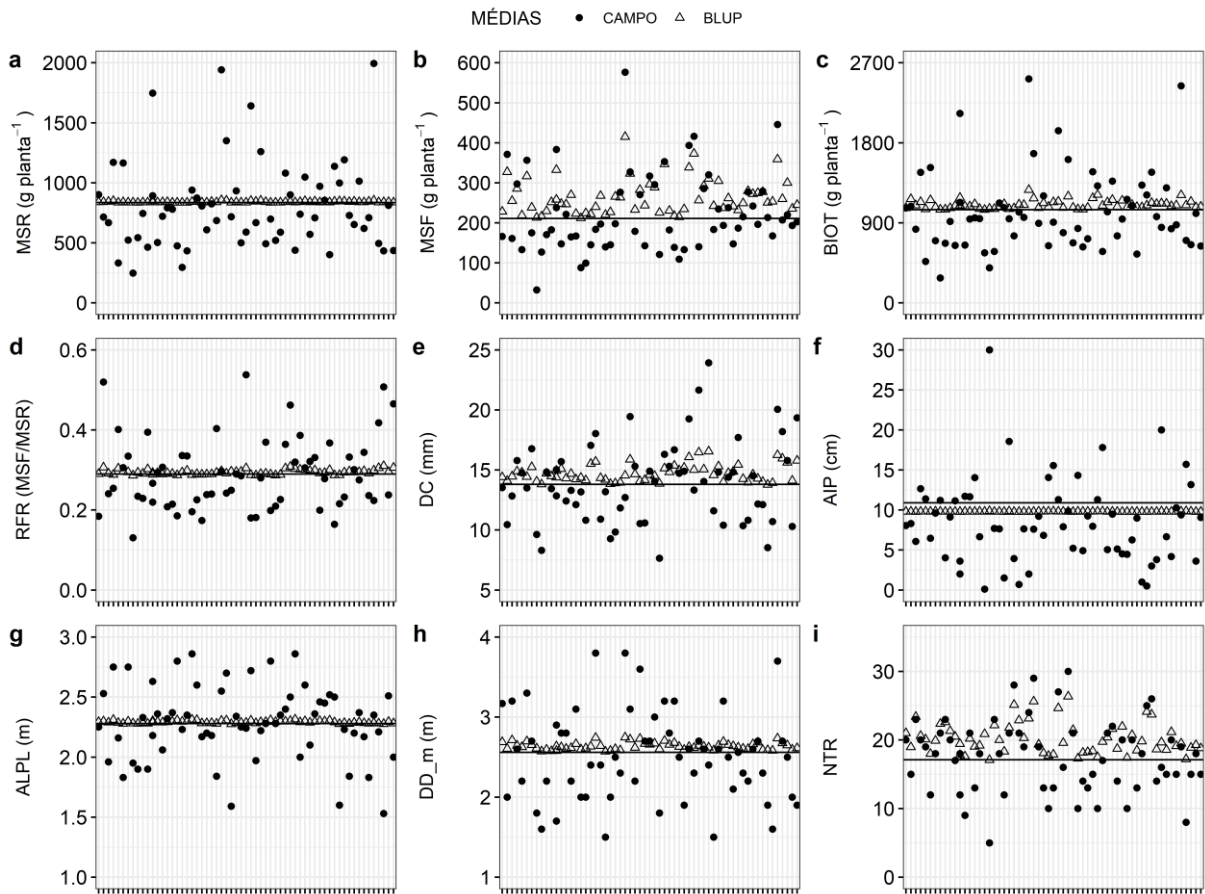 MÉDIAS ● CAMPO △ BLUP
a
MSR (g planta⁻¹)
2000
1500
1000
500
0
b
MSF (g planta⁻¹)
600
500
400
300
200
100
0
c
BIOT (g planta⁻¹)
2700
1800
900
0
d
RFR (MSF/MSR)
0.6
0.4
0.2
0.0
e
DC (mm)
25
20
15
10
5
f
AIP (cm)
30
25
20
15
10
5
0
g
ALPL (m)
3.0
2.5
2.0
1.5
1.0
h
DD_m (m)
4
3
2
1
i
NTR
30
20
10
0